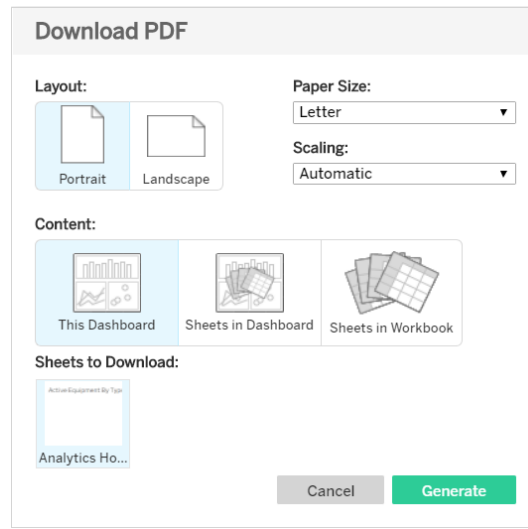 Download PDF
Layout:
Portrait
Landscape
Paper Size:
Letter
Scaling:
Automatic
Content:
This Dashboard
Sheets in Dashboard
Sheets in Workbook
Sheets to Download:
Active Equipment By Type
Analytics Ho...
Cancel
Generate